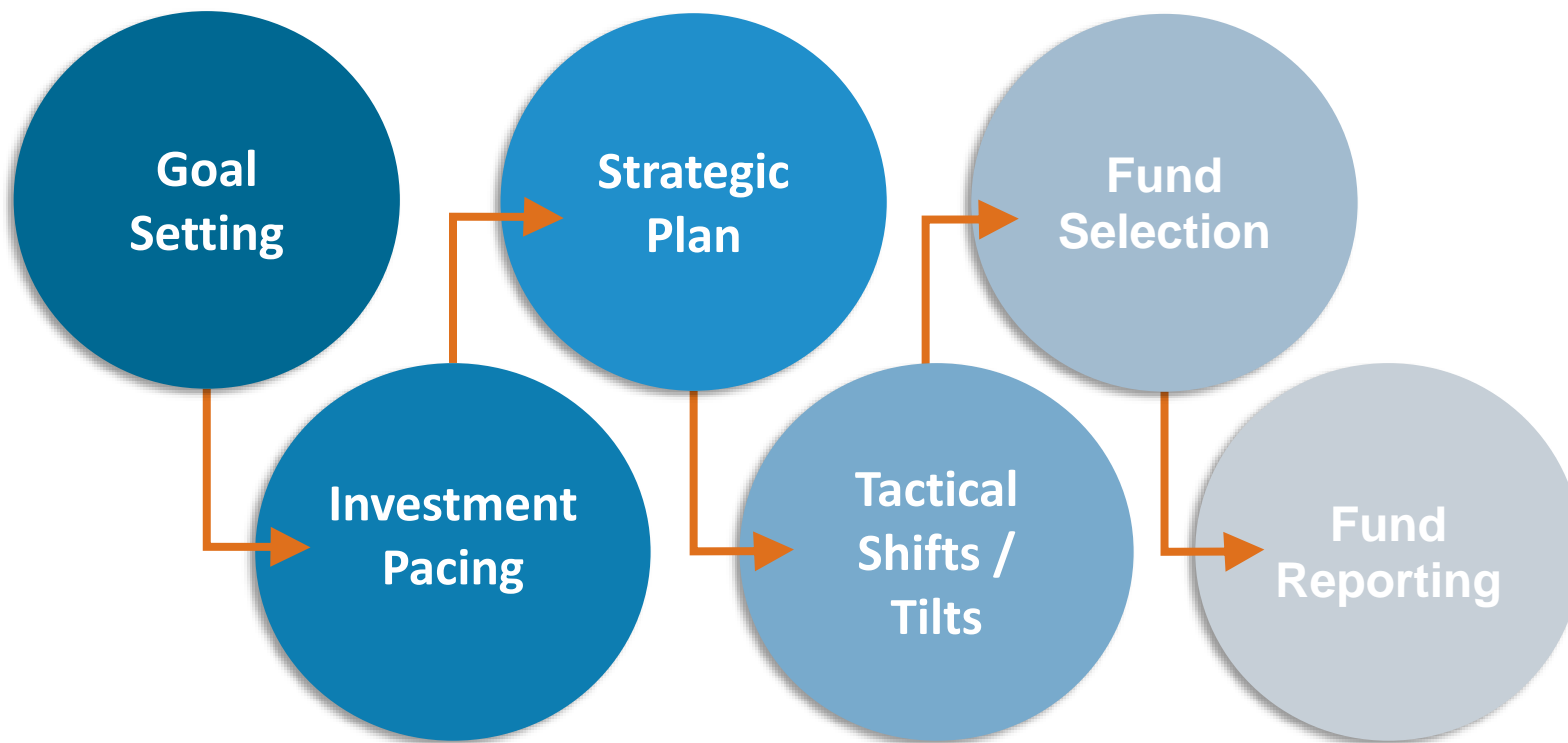 Goal
Setting
Investment
Pacing
Strategic
Plan
Tactical
Shifts /
Tilts
Fund
Selection
Fund
Reporting